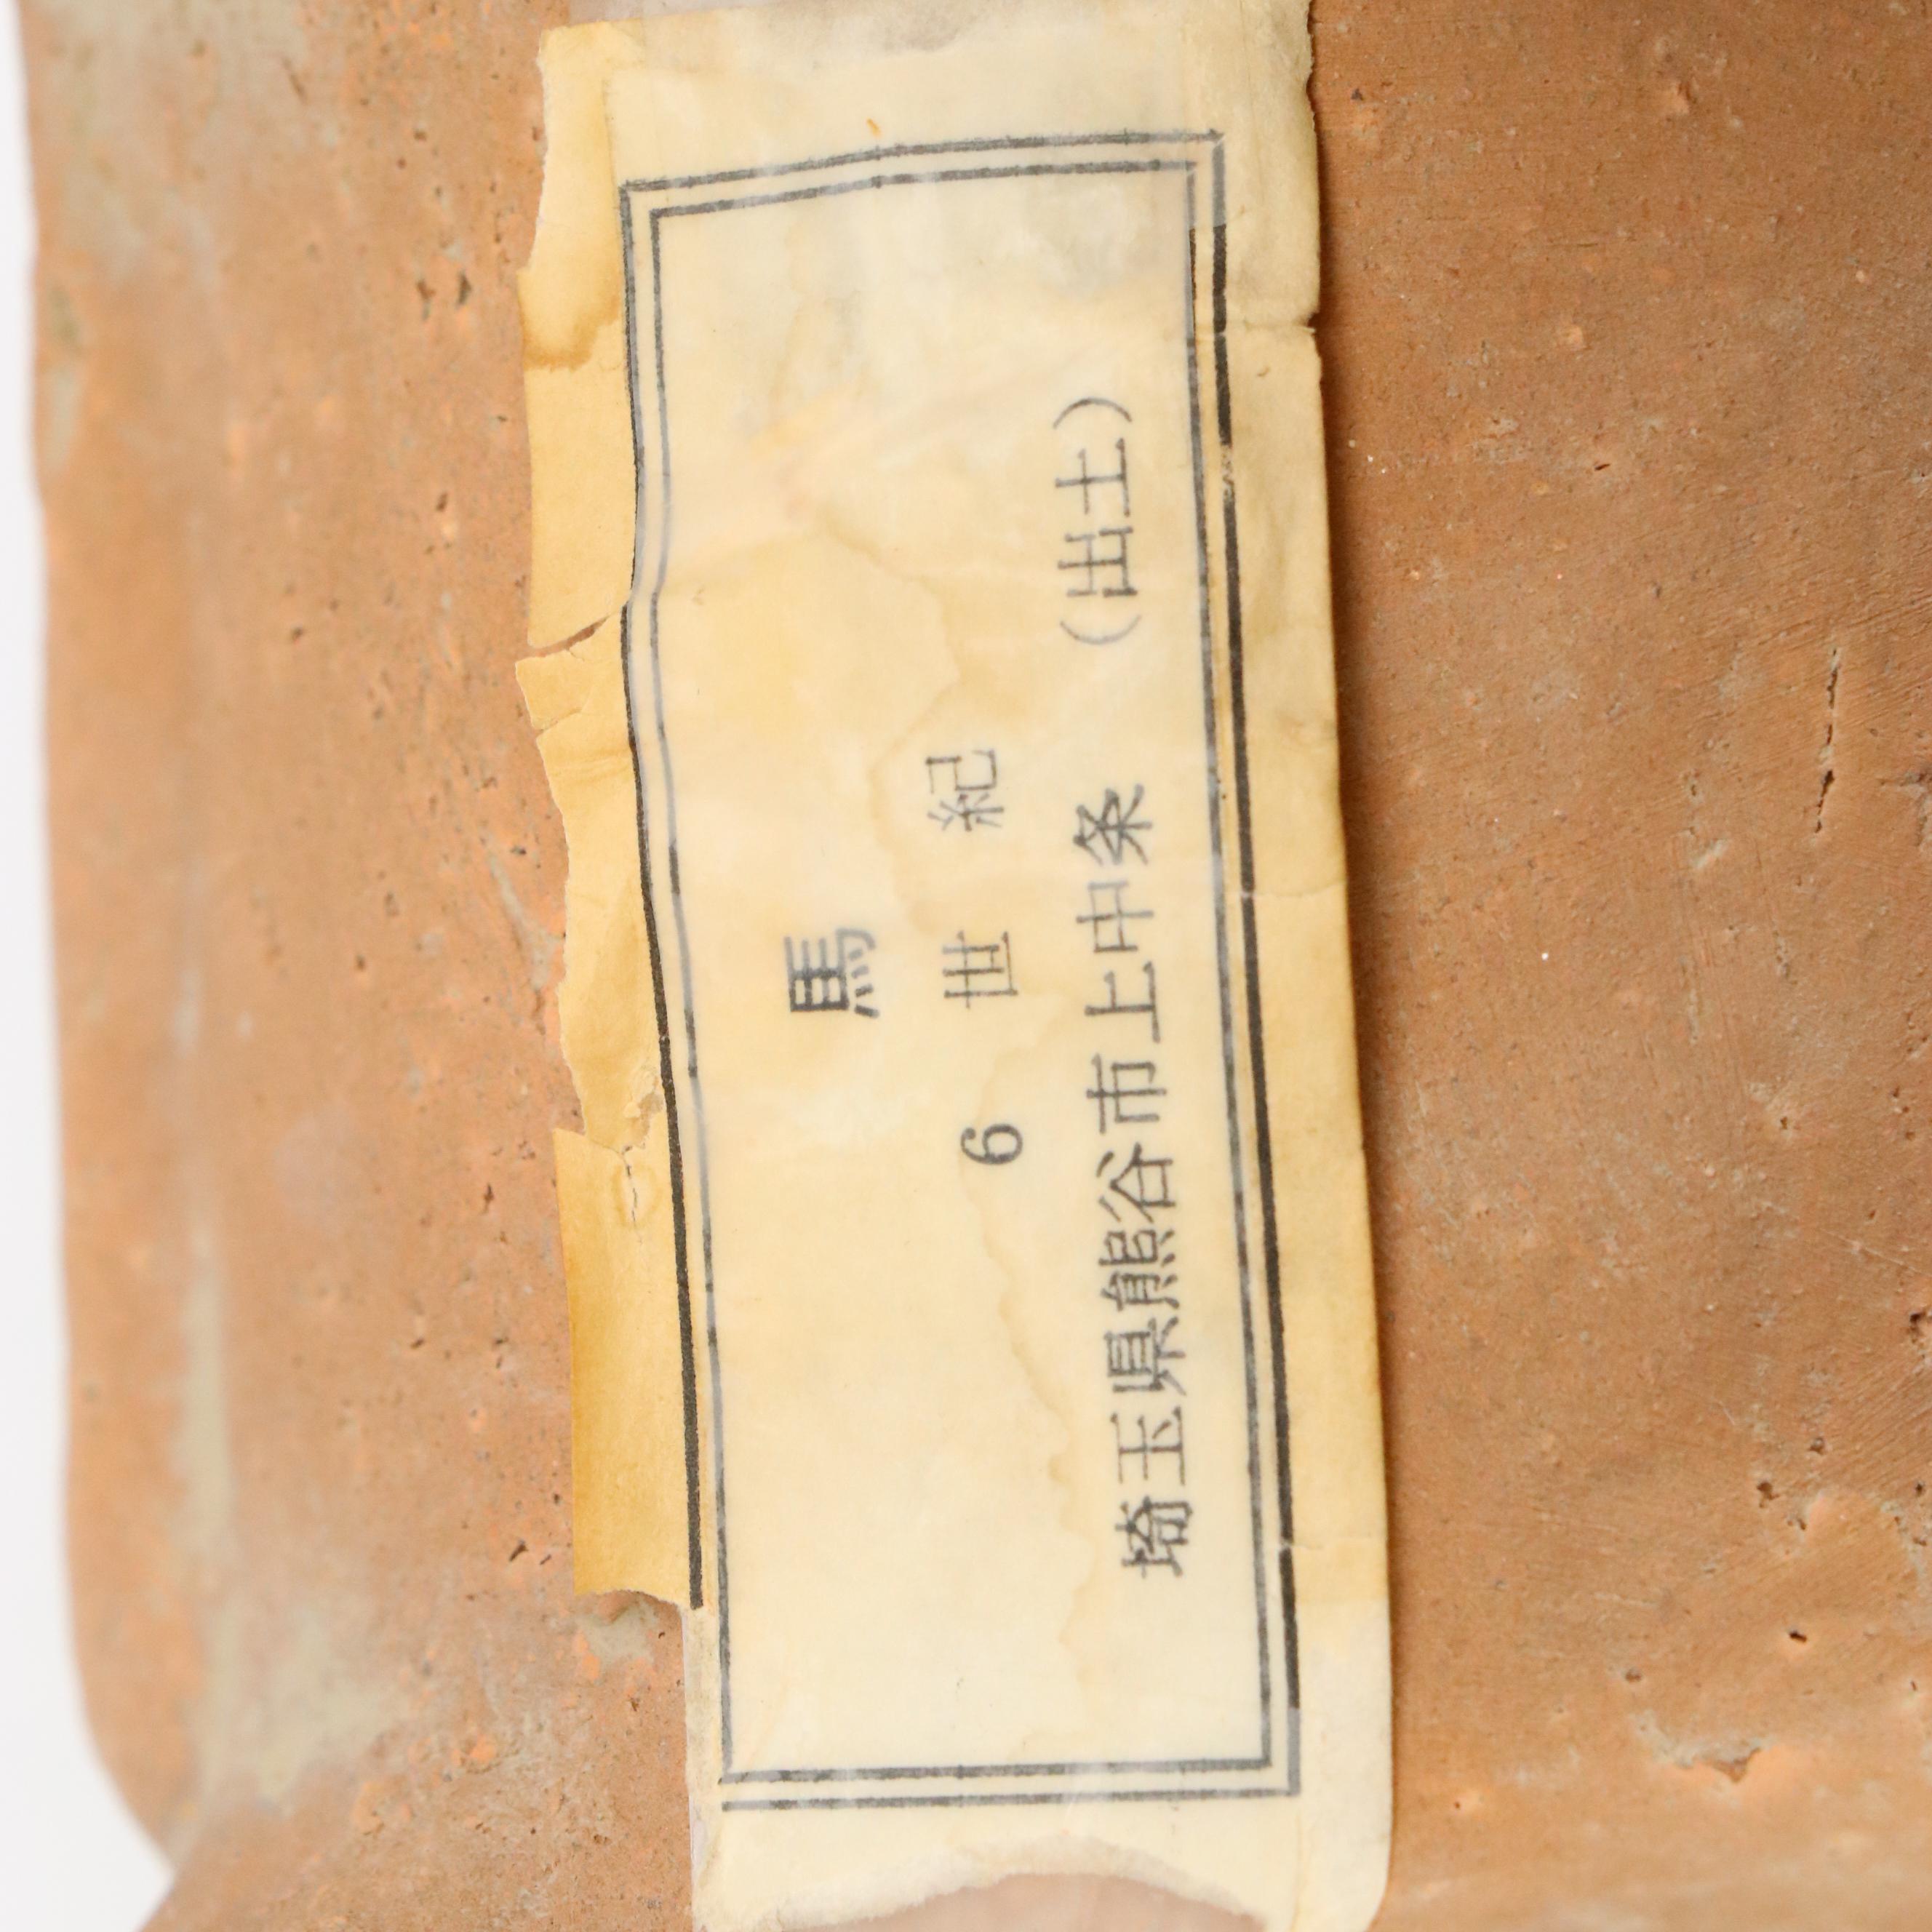 馬
6 世 紀
埼玉県熊谷市上中条 (出土)